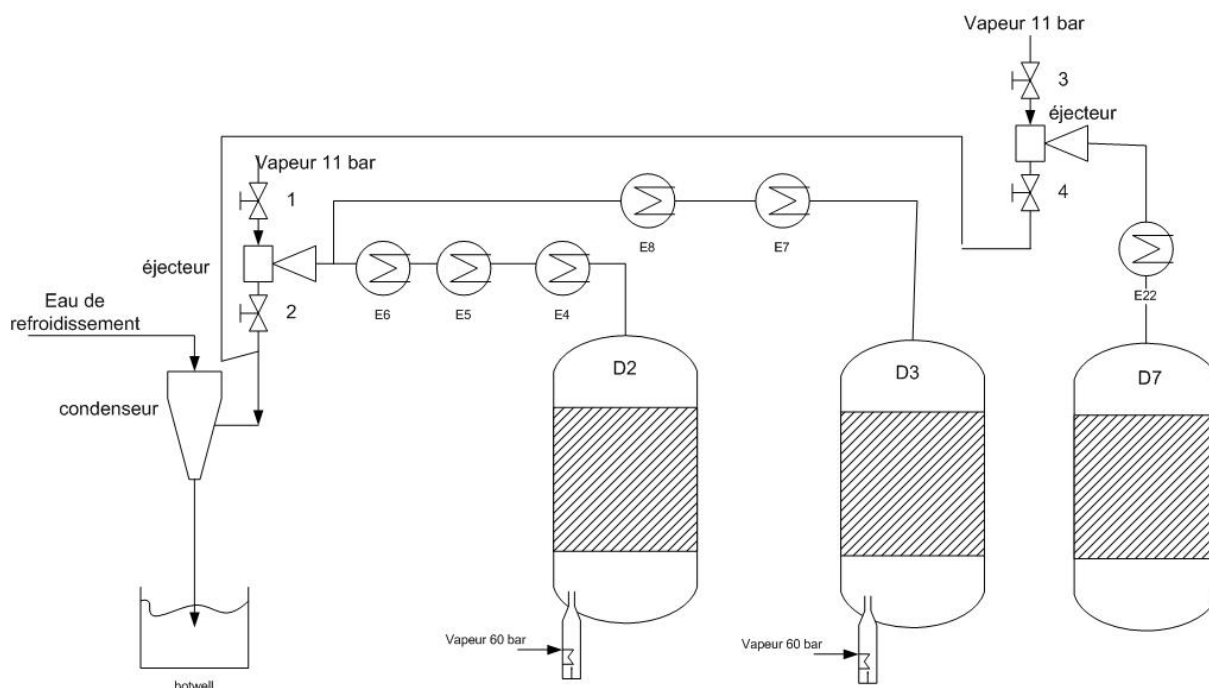 Vapeur 11 bar
3
éjecteur
4
Vapeur 11 bar
1
éjecteur
2
E8
E7
E6
E5
E4
E22
Eau de
refroidissement
condenseur
D2
D3
D7
Vapeur 60 bar
Vapeur 60 bar
hotwell